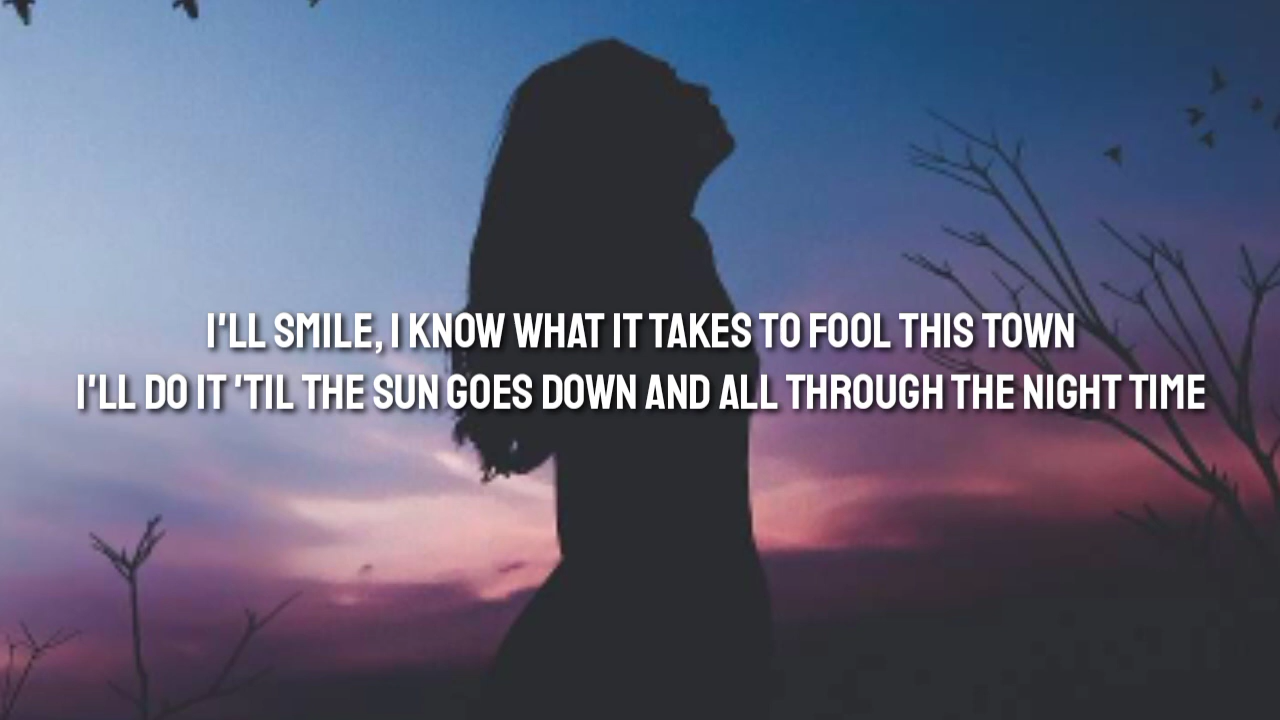 I'LL SMILE, I KNOW WHAT IT TAKES TO FOOL THIS TOWN
I'LL DO IT 'TIL THE SUN GOES DOWN AND ALL THROUGH THE NIGHT TIME